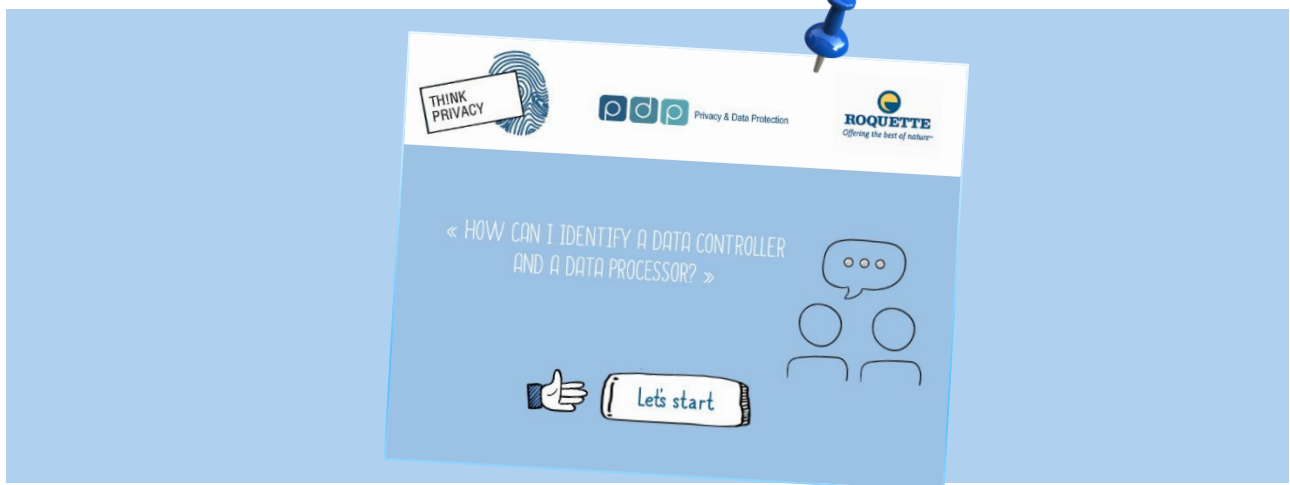 TH!NK
PRIVACY
pdp Privacy & Data Protection
ROQUETTE
Offering the best of nature™
« HOW CAN I IDENTIFY A DATA CONTROLLER
AND A DATA PROCESSOR? »
Let's start